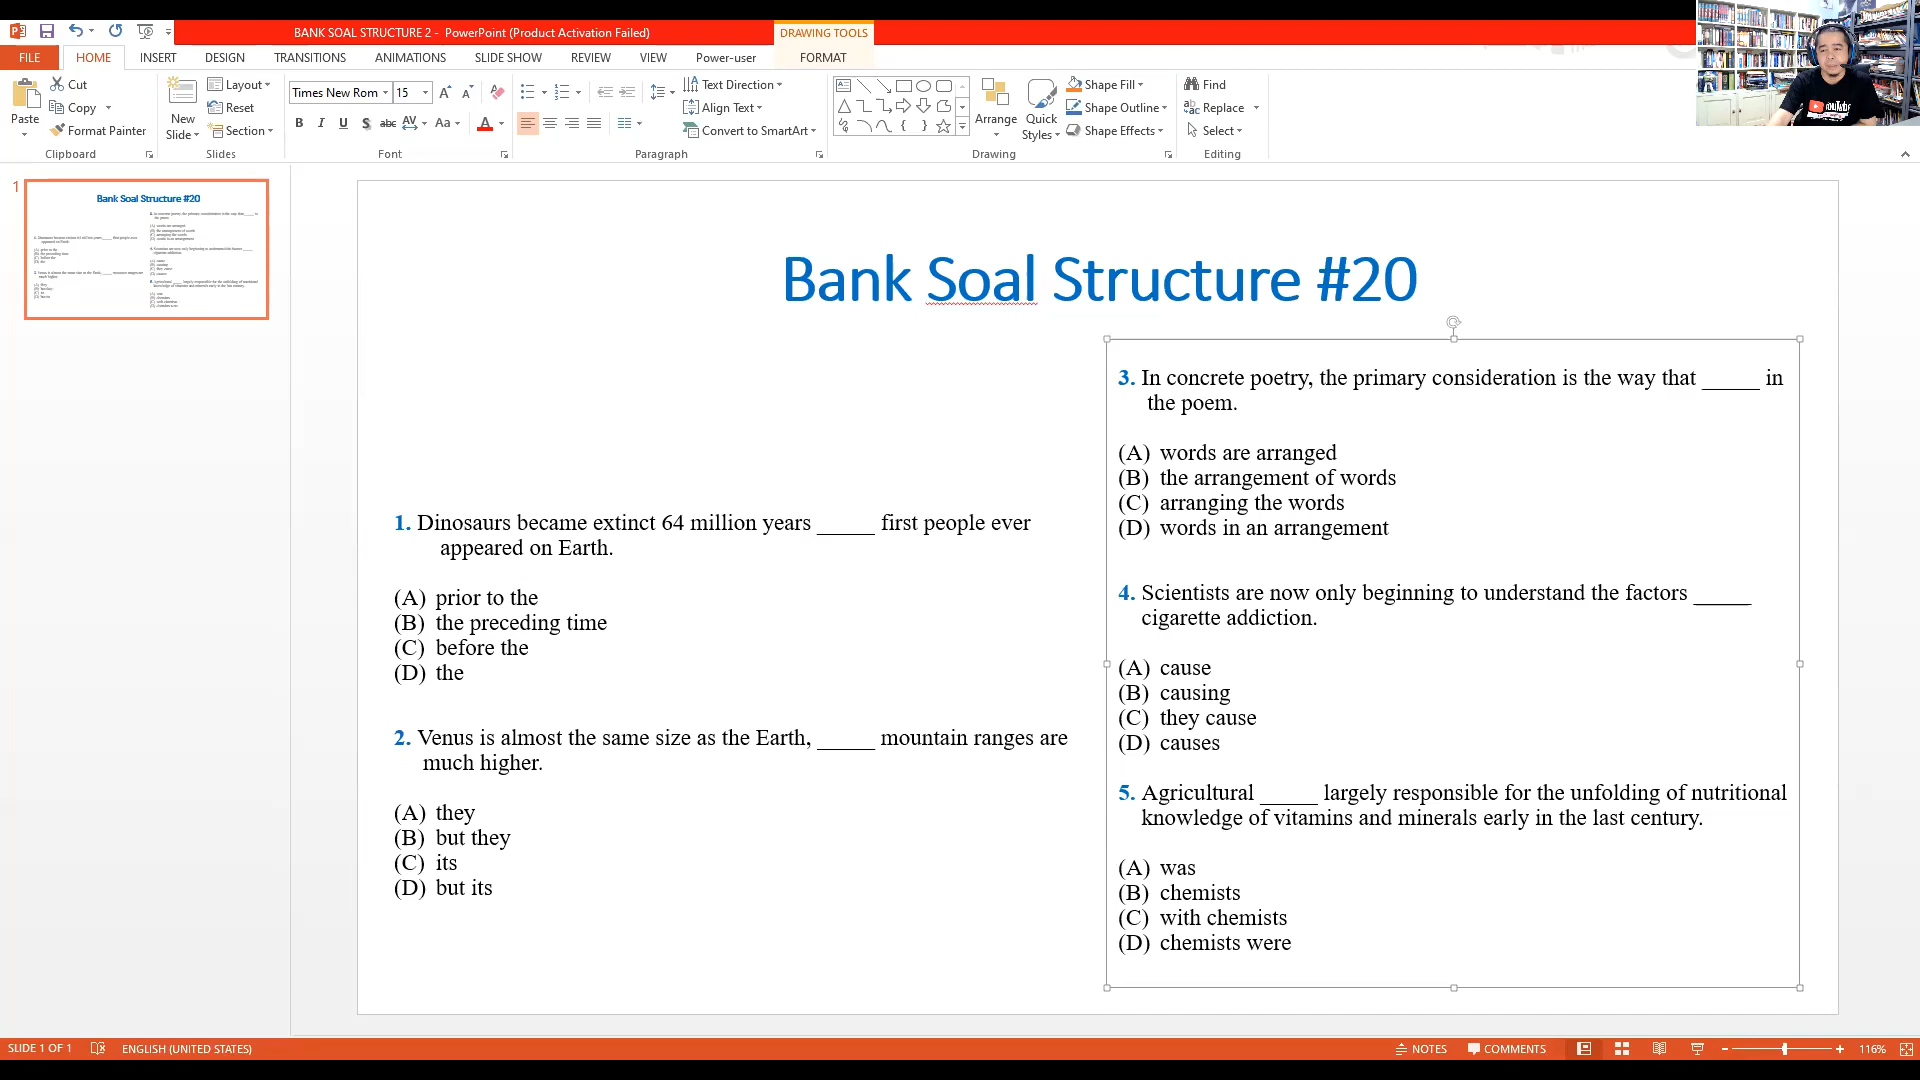 BANK SOAL STRUCTURE 2 - PowerPoint (Product Activation Failed)
DRAWING TOOLS
FILE HOME INSERT DESIGN TRANSITIONS ANIMATIONS SLIDE SHOW REVIEW VIEW Power-user FORMAT
Paste
Cut
Copy
Format Painter
Clipboard
New Slide
Layout
Reset
Section
Slides
Times New Rom 15
B I U S abc AV Aa A
Font
Text Direction
Align Text
Convert to SmartArt
Paragraph
Arrange
Quick Styles
Shape Fill
Shape Outline
Shape Effects
Drawing
Find
Replace
Select
Editing
1
Bank Soal Structure #20
Bank Soal Structure #20
1. Dinosaurs became extinct 64 million years _____ first people ever
appeared on Earth.
(A) prior to the
(B) the preceding time
(C) before the
(D) the
2. Venus is almost the same size as the Earth, _____ mountain ranges are
much higher.
(A) they
(B) but they
(C) its
(D) but its
3. In concrete poetry, the primary consideration is the way that _____ in
the poem.
(A) words are arranged
(B) the arrangement of words
(C) arranging the words
(D) words in an arrangement
4. Scientists are now only beginning to understand the factors _____
cigarette addiction.
(A) cause
(B) causing
(C) they cause
(D) causes
5. Agricultural _____ largely responsible for the unfolding of nutritional
knowledge of vitamins and minerals early in the last century.
(A) was
(B) chemists
(C) with chemists
(D) chemists were
SLIDE 1 OF 1 ENGLISH (UNITED STATES) NOTES COMMENTS 116%